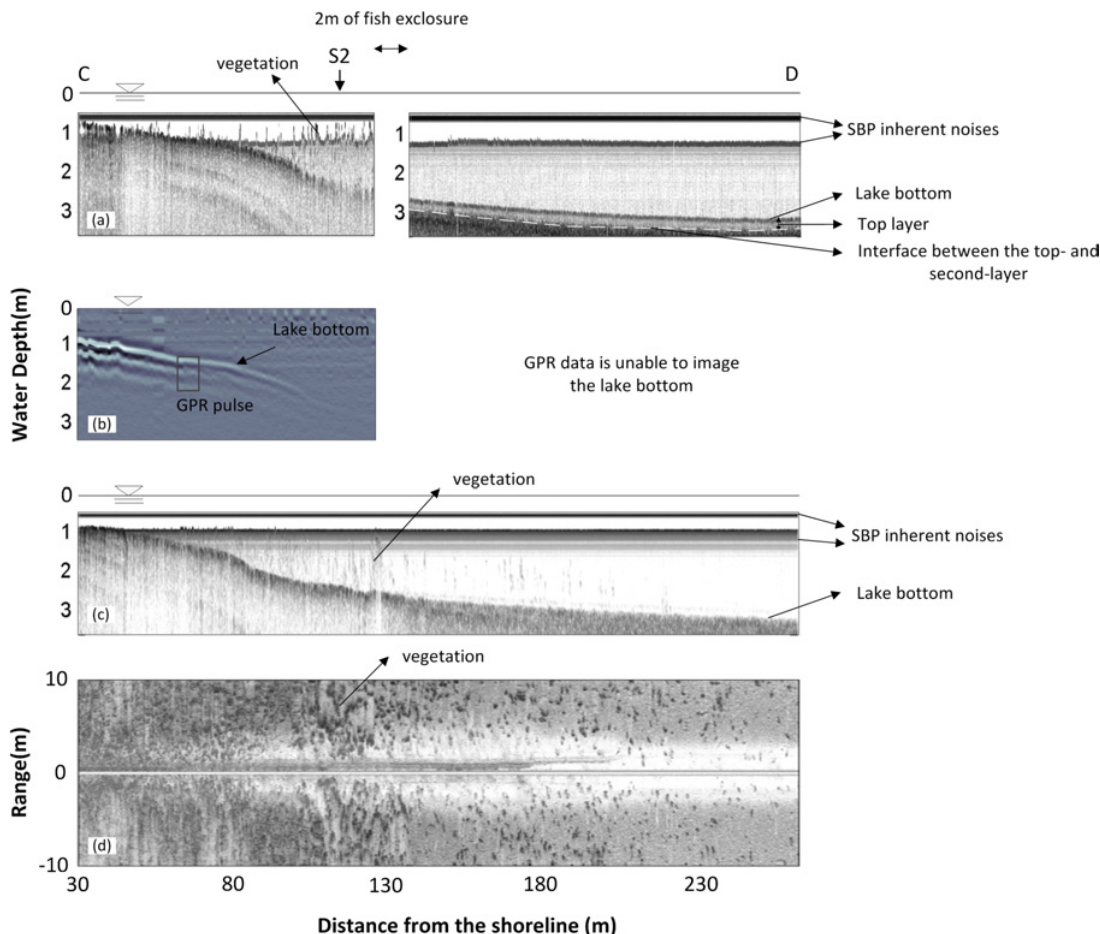 2m of fish exclosure
S2
vegetation
C
D
0
1
2
3
(a)
1
2
3
SBP inherent noises
Lake bottom
Top layer
Interface between the top- and
second-layer
Water Depth(m)
0
1
2
3
(b)
Lake bottom
GPR pulse
GPR data is unable to image
the lake bottom
vegetation
0
1
2
3
(c)
SBP inherent noises
Lake bottom
vegetation
Range(m)
10
0
-10
(d)
30 80 130 180 230
Distance from the shoreline (m)